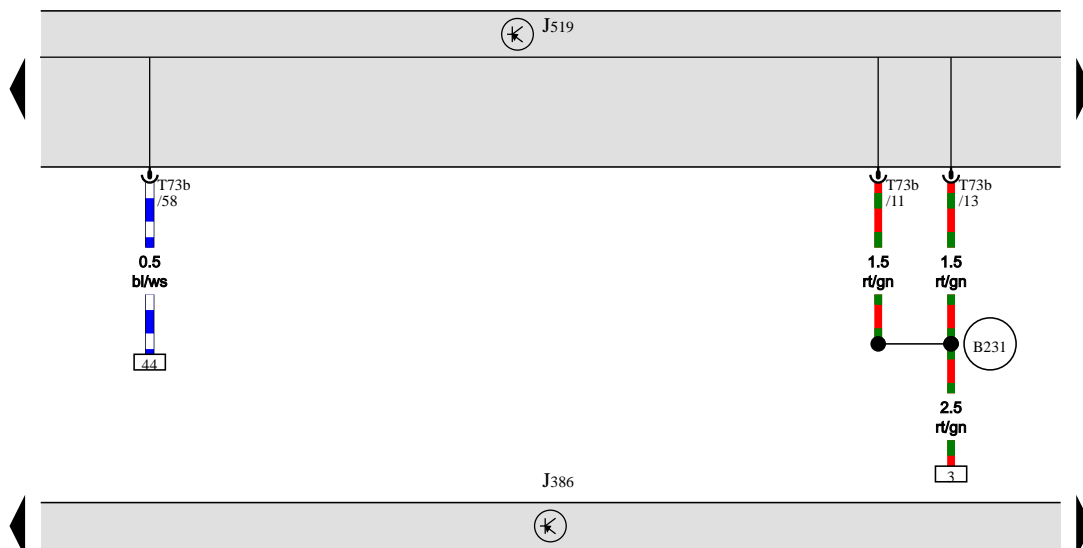 J519
T73b
/58
T73b
/11
T73b
/13
0.5
bl/ws
1.5
rt/gn
1.5
rt/gn
44
B231
2.5
rt/gn
3
J386